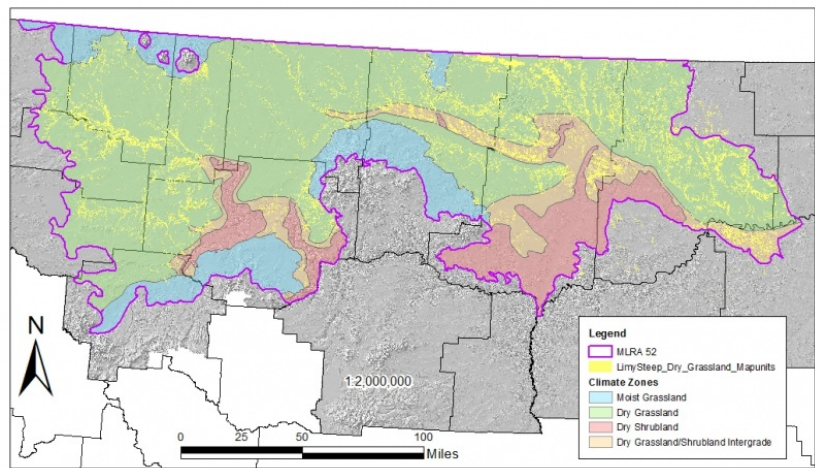 N
1:2,000,000
0 25 50 100
Miles
Legend
MLRA 52
LimySteep_Dry_Grassland_Mapunits
Climate Zones
Moist Grassland
Dry Grassland
Dry Shrubland
Dry Grassland/Shrubland Intergrade